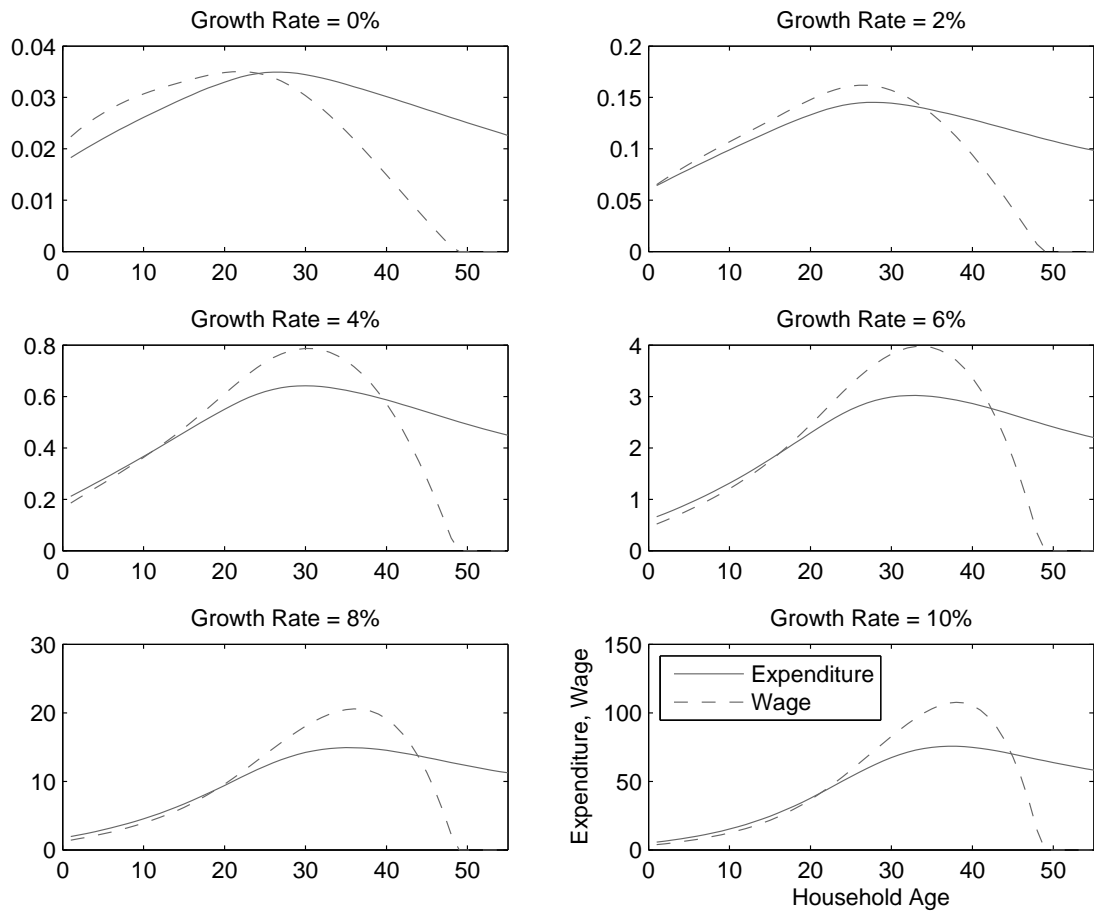 Growth Rate = 0%
0.04
0.03
0.02
0.01
0
0 10 20 30 40 50
Growth Rate = 2%
0.2
0.15
0.1
0.05
0
0 10 20 30 40 50
Growth Rate = 4%
0.8
0.6
0.4
0.2
0
0 10 20 30 40 50
Growth Rate = 6%
4
3
2
1
0
0 10 20 30 40 50
Growth Rate = 8%
30
20
10
0
0 10 20 30 40 50
Growth Rate = 10%
150
100
50
0
0 10 20 30 40 50
Expenditure, Wage
Expenditure
Wage
Household Age